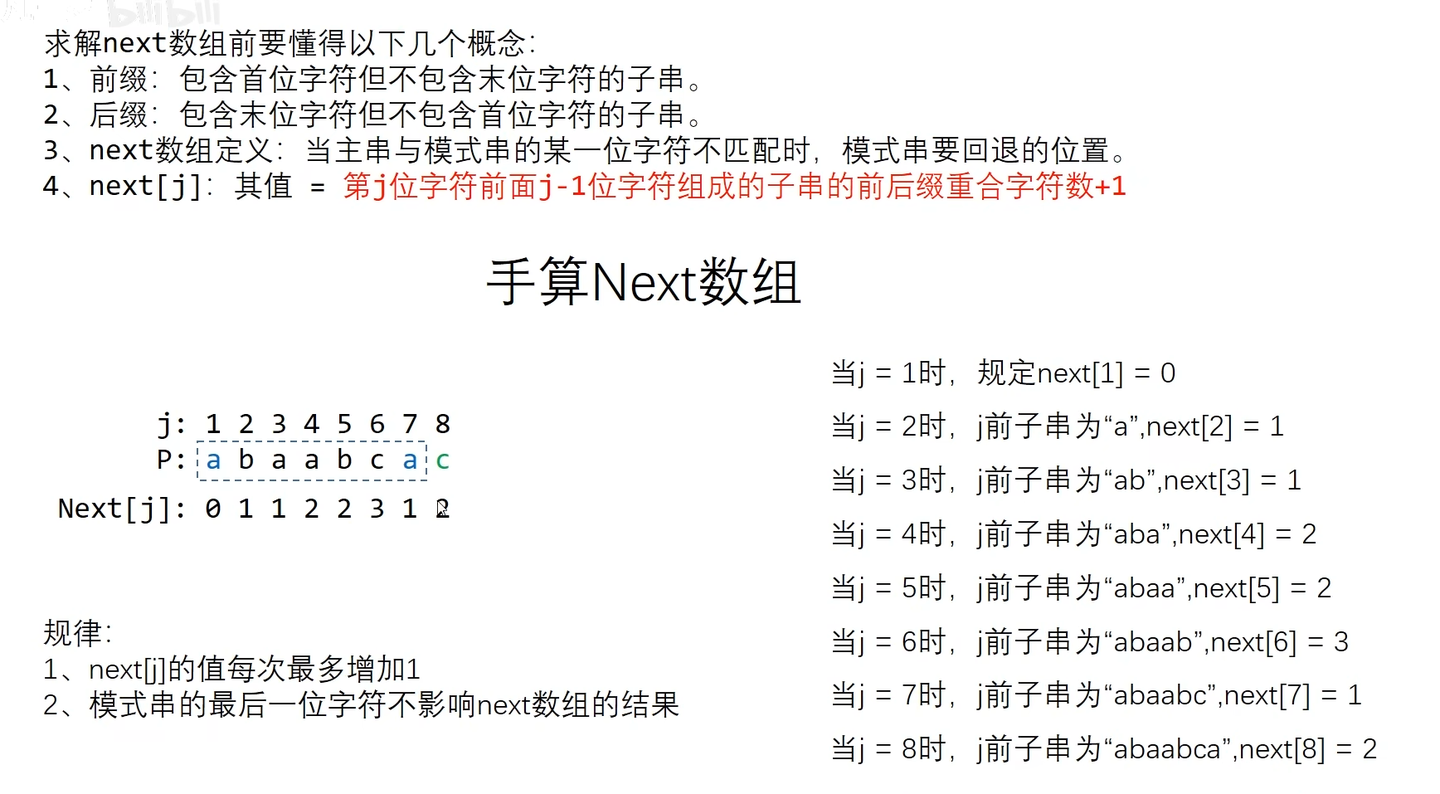 bilibili
求解next数组前要懂得以下几个概念：
1、前缀：包含首位字符但不包含末位字符的子串。
2、后缀：包含末位字符但不包含首位字符的子串。
3、next数组定义：当主串与模式串的某一位字符不匹配时，模式串要回退的位置。
4、next[j]：其值 = 第j位字符前面j-1位字符组成的子串的前后缀重合字符数+1
手算Next数组
j: 1 2 3 4 5 6 7 8
P: a b a a b c a c
Next[j]: 0 1 1 2 2 3 1 2
规律：
1、next[j]的值每次最多增加1
2、模式串的最后一位字符不影响next数组的结果
当j = 1时，规定next[1] = 0
当j = 2时，j前子串为“a”,next[2] = 1
当j = 3时，j前子串为“ab”,next[3] = 1
当j = 4时，j前子串为“aba”,next[4] = 2
当j = 5时，j前子串为“abaa”,next[5] = 2
当j = 6时，j前子串为“abaab”,next[6] = 3
当j = 7时，j前子串为“abaabc”,next[7] = 1
当j = 8时，j前子串为“abaabca”,next[8] = 2